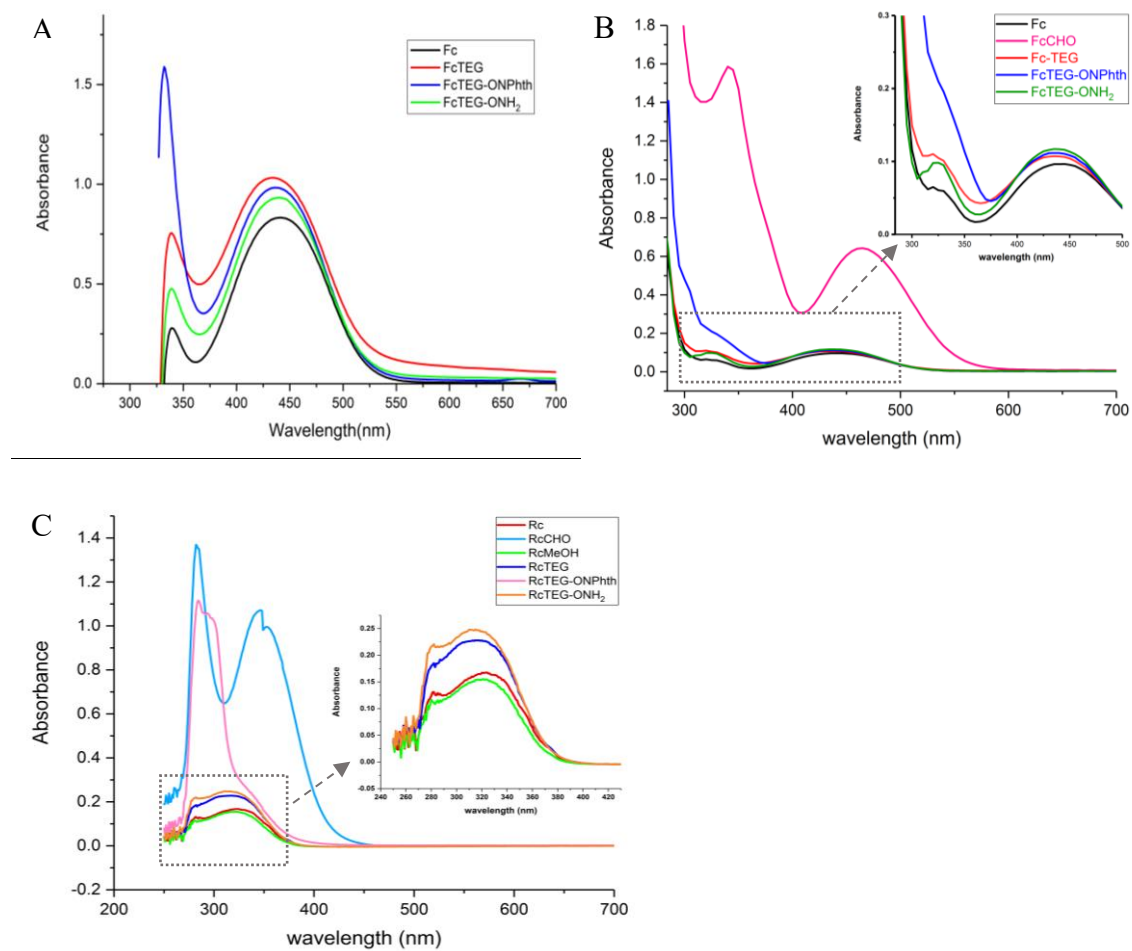 A
Fc
FcTEG
FcTEG-ONPhth
FcTEG-ONH₂
Absorbance
1.5
1.0
0.5
0.0
300 350 400 450 500 550 600 650 700
Wavelength(nm)
B
Fc
FcCHO
Fc-TEG
FcTEG-ONPhth
FcTEG-ONH₂
Absorbance
1.8
1.6
1.4
1.2
1.0
0.8
0.6
0.4
0.2
0.0
300 400 500 600 700
wavelength (nm)
Absorbance
0.3
0.2
0.1
0.0
300 350 400 450 500
wavelength (nm)
C
Rc
RcCHO
RcMeOH
RcTEG
RcTEG-ONPhth
RcTEG-ONH₂
Absorbance
1.4
1.2
1.0
0.8
0.6
0.4
0.2
0.0
-0.2
200 300 400 500 600 700
wavelength (nm)
Absorbance
0.25
0.20
0.15
0.10
0.05
0.00
-0.05
240 260 280 300 320 340 360 380 400 420
wavelength (nm)